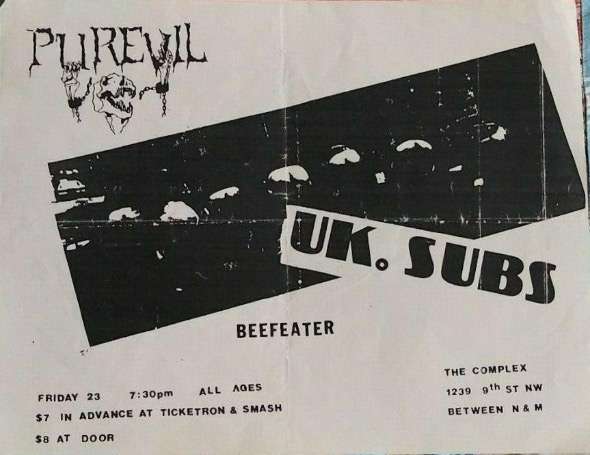 PUREVIL
UK. SUBS
BEEFEATER
FRIDAY 23 7:30pm ALL AGES
$7 IN ADVANCE AT TICKETRON & SMASH
$8 AT DOOR
THE COMPLEX
1239 9th ST NW
BETWEEN N & M